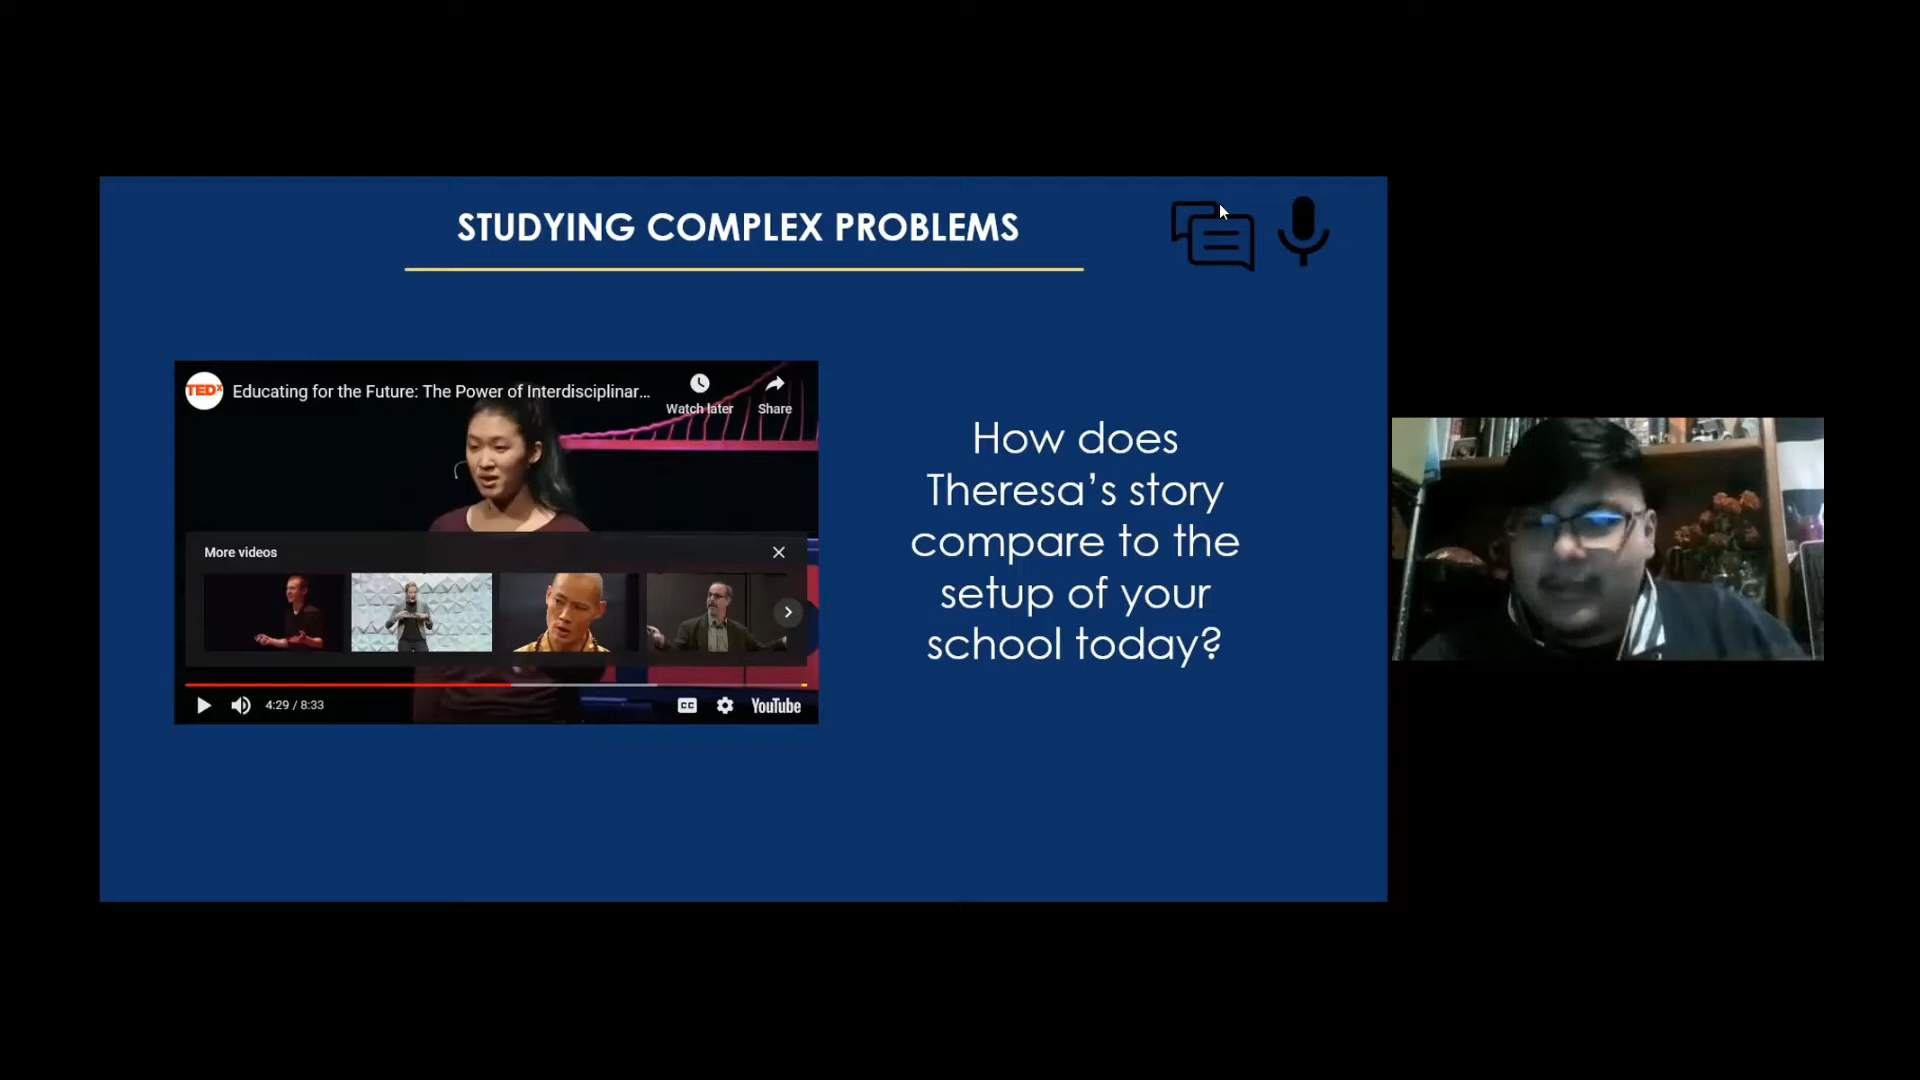 STUDYING COMPLEX PROBLEMS
TEDx
Educating for the Future: The Power of Interdisciplinar...
Watch later
Share
More videos
4:29 / 8:33
CC
YouTube
How does
Theresa’s story
compare to the
setup of your
school today?